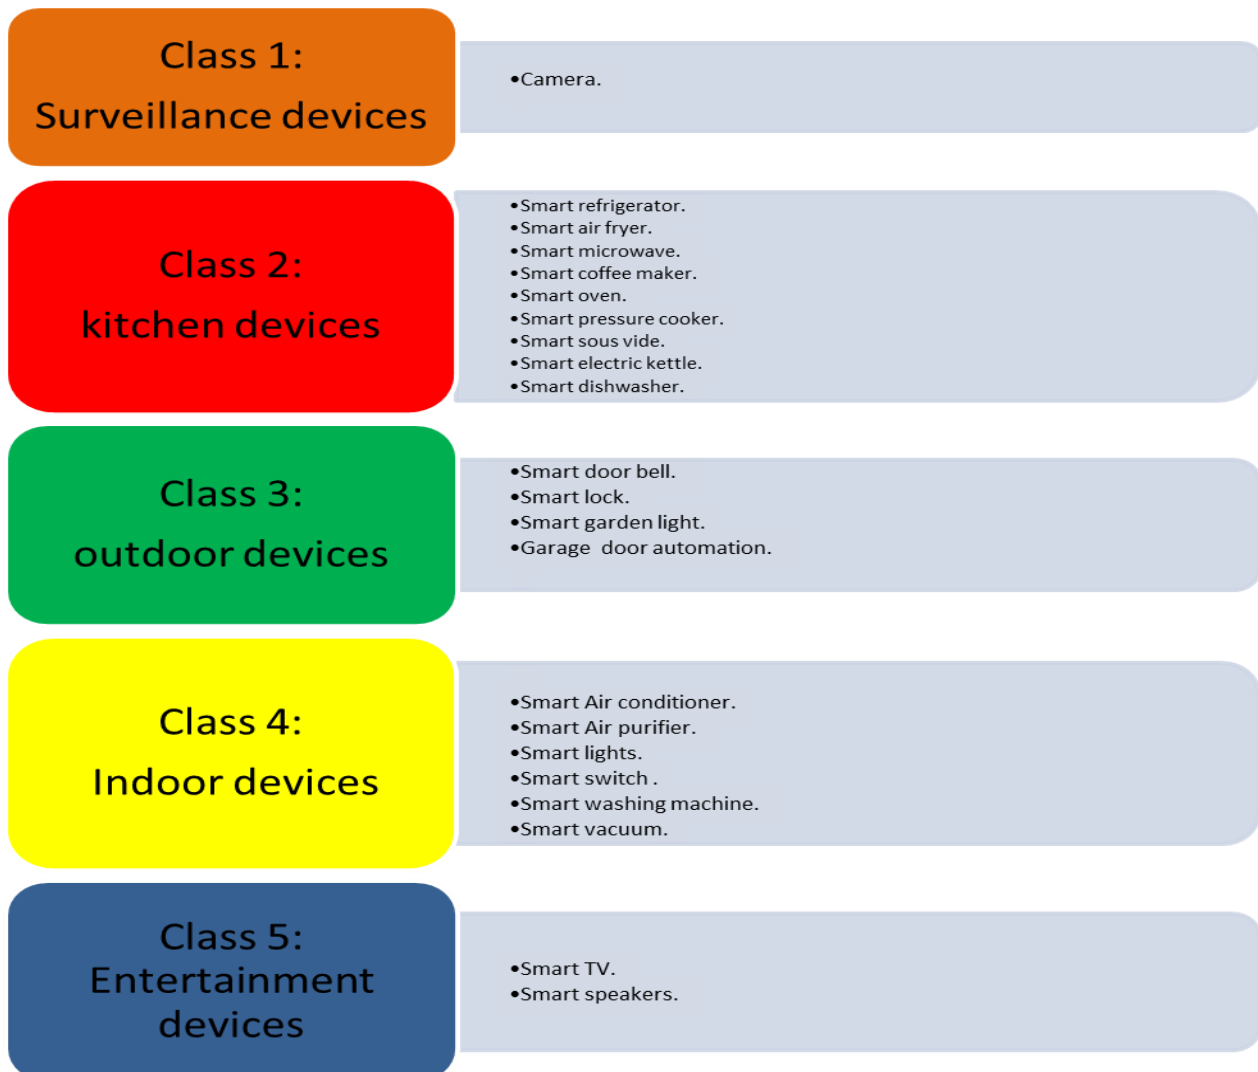 Class 1:
Surveillance devices
•Camera.
Class 2:
kitchen devices
•Smart refrigerator.
•Smart air fryer.
•Smart microwave.
•Smart coffee maker.
•Smart oven.
•Smart pressure cooker.
•Smart sous vide.
•Smart electric kettle.
•Smart dishwasher.
Class 3:
outdoor devices
•Smart door bell.
•Smart lock.
•Smart garden light.
•Garage  door automation.
Class 4:
Indoor devices
•Smart Air conditioner.
•Smart Air purifier.
•Smart lights.
•Smart switch .
•Smart washing machine.
•Smart vacuum.
Class 5:
Entertainment
devices
•Smart TV.
•Smart speakers.